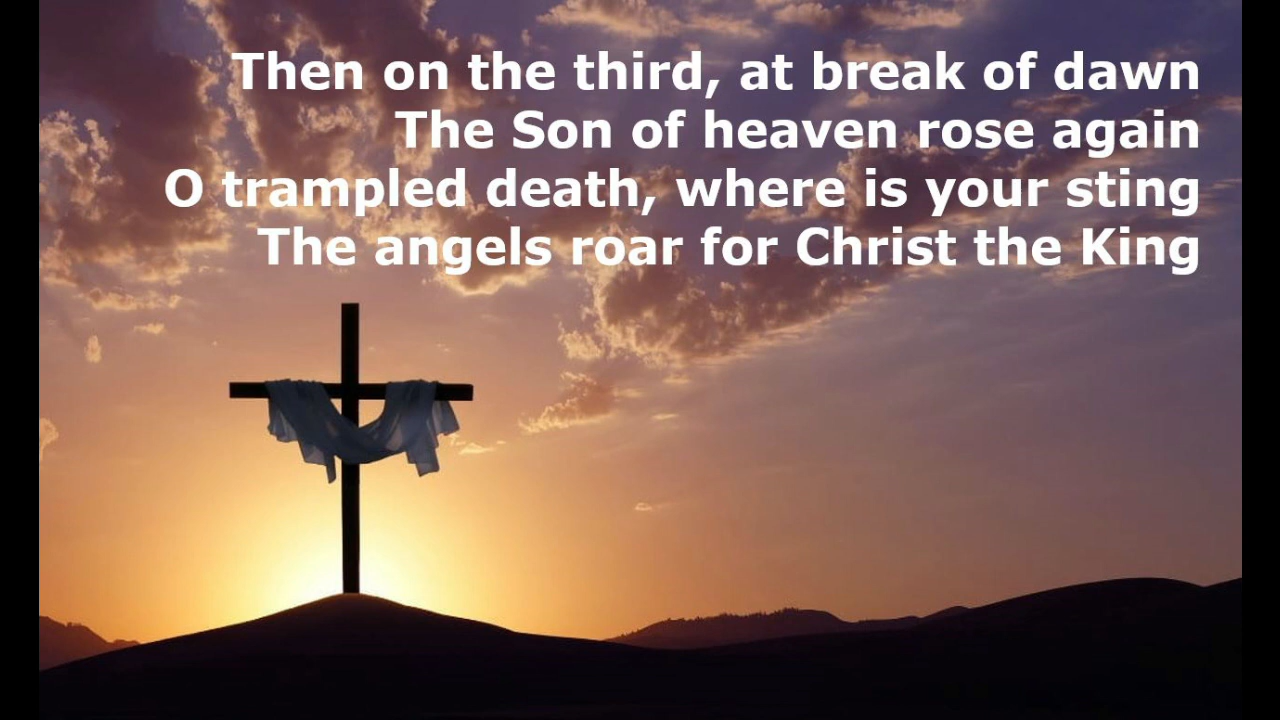 Then on the third, at break of dawn
The Son of heaven rose again
O trampled death, where is your sting
The angels roar for Christ the King